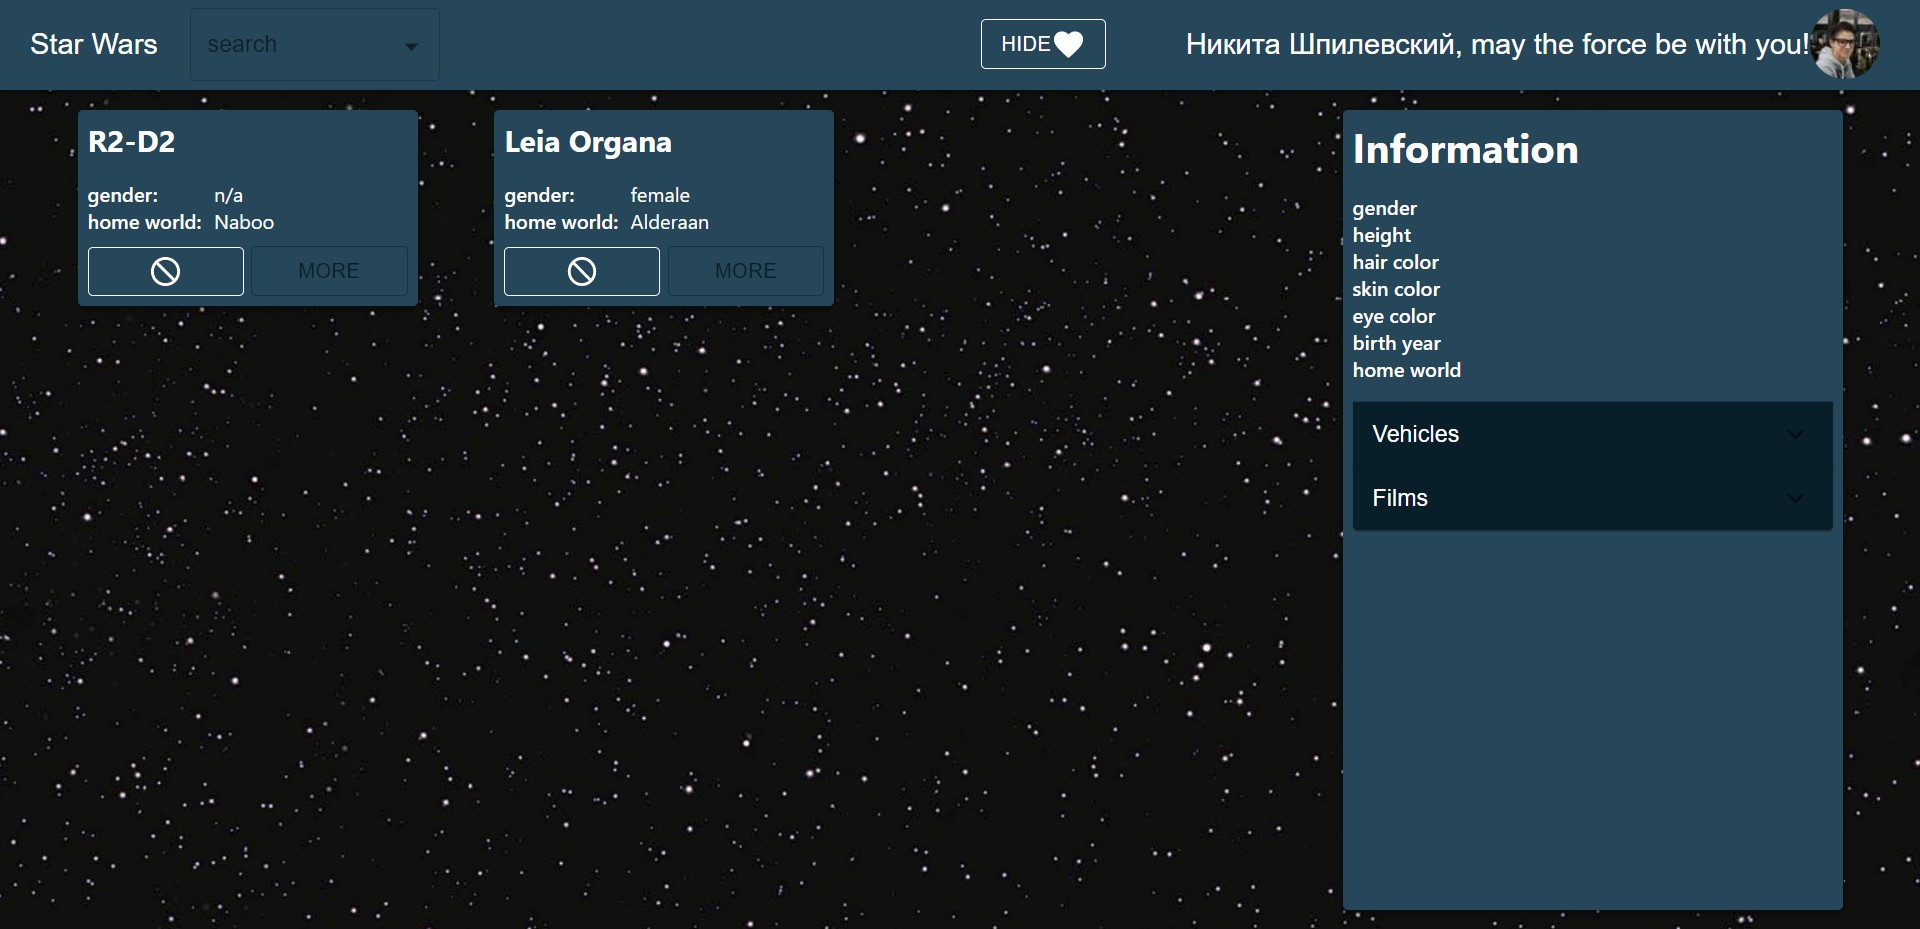 Star Wars
search
HIDE
Никита Шпилевский, may the force be with you!
R2-D2
gender: n/a
home world: Naboo
MORE
Leia Organa
gender: female
home world: Alderaan
MORE
Information
gender
height
hair color
skin color
eye color
birth year
home world
Vehicles
Films